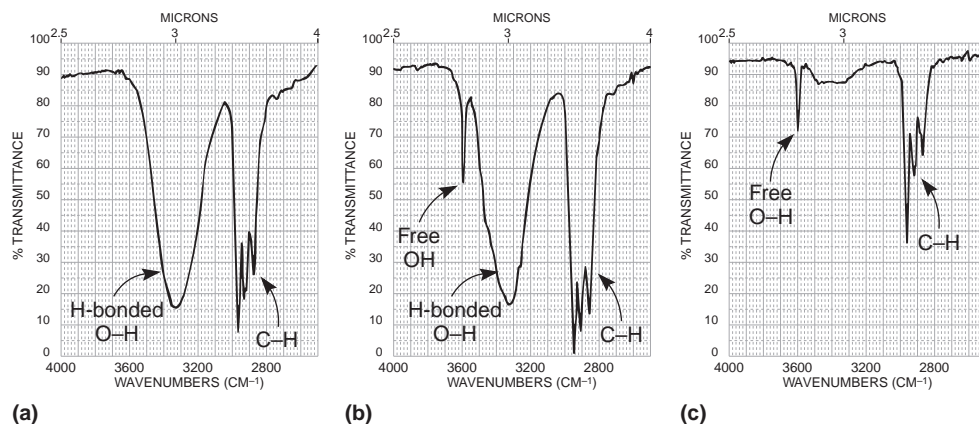 MICRONS
2.5 3 4
100
90
80
70
60
50
40
30
20
10
0
% TRANSMITTANCE
H-bonded
O–H
C–H
4000 3600 3200 2800
WAVENUMBERS (CM⁻¹)
(a)
MICRONS
2.5 3 4
100
90
80
70
60
50
40
30
20
10
0
% TRANSMITTANCE
Free
OH
H-bonded
O–H
C–H
4000 3600 3200 2800
WAVENUMBERS (CM⁻¹)
(b)
MICRONS
2.5 3
100
90
80
70
60
50
40
30
20
10
0
% TRANSMITTANCE
Free
O–H
C–H
4000 3600 3200 2800
WAVENUMBERS (CM⁻¹)
(c)